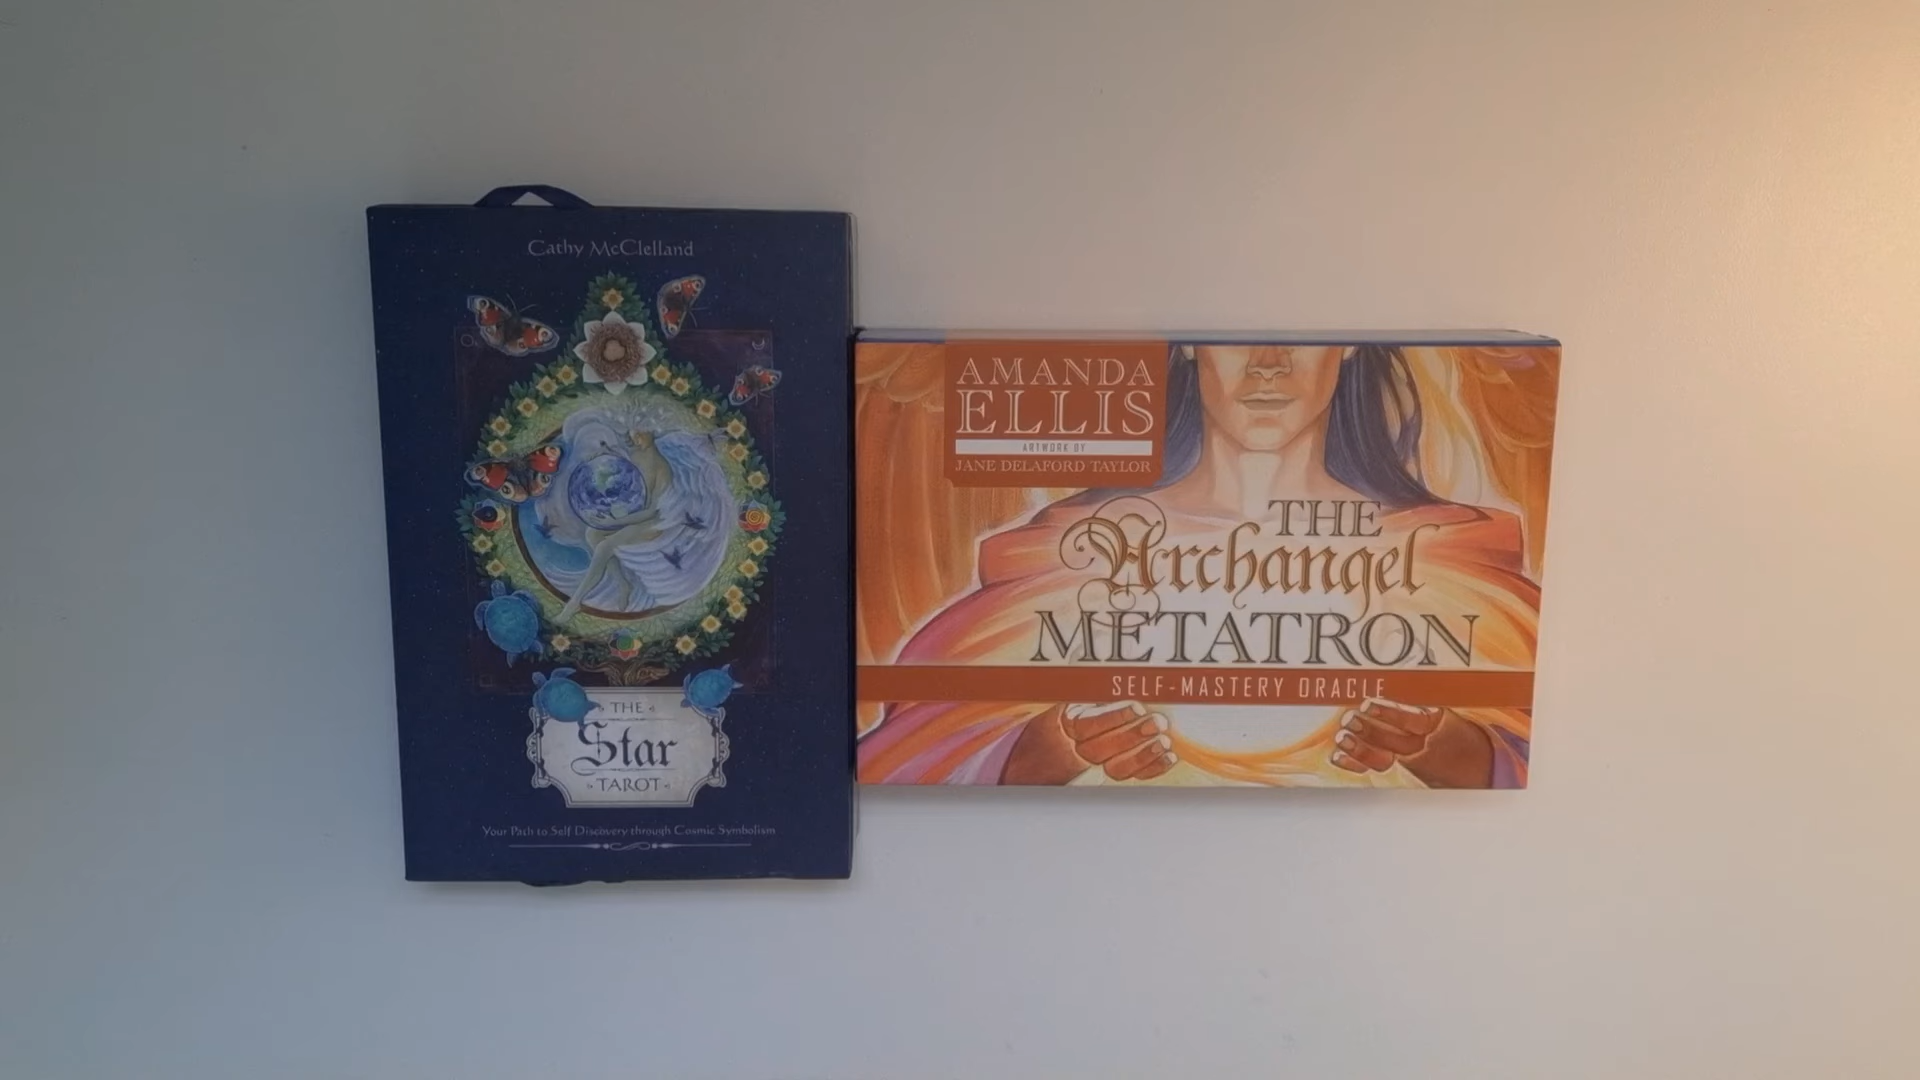 Cathy McClelland
THE
Star
TAROT
Your Path to Self Discovery through Cosmic Symbolism
AMANDA
ELLIS
ARTWORK BY
JANE DELAFORD TAYLOR
THE
Archangel
METATRON
SELF-MASTERY ORACLE